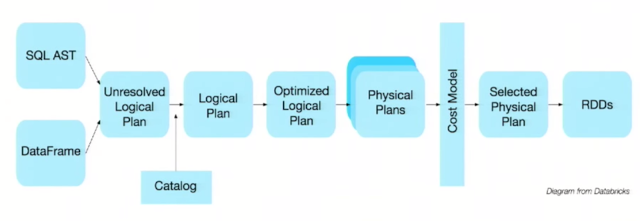 SQL AST
DataFrame
Unresolved
Logical
Plan
Catalog
Logical
Plan
Optimized
Logical
Plan
Physical
Plans
Cost Model
Selected
Physical
Plan
RDDs
Diagram from Databricks